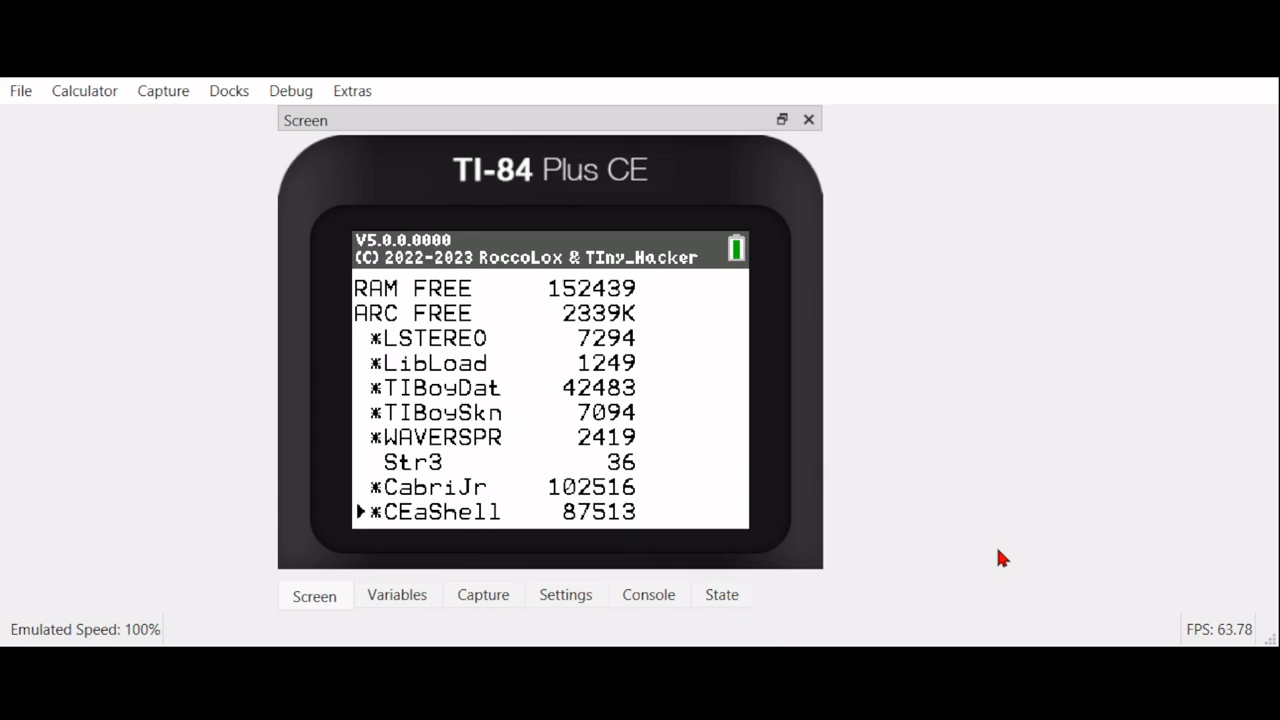 File Calculator Capture Docks Debug Extras
Screen
TI-84 Plus CE
V5.0.0.0000
(C) 2022-2023 RoccoLox & TIny_Hacker
RAM FREE 152439
ARC FREE 2339K
*LSTERE0 7294
*LibLoad 1249
*TIBoyDat 42483
*TIBoySkn 7094
*WAVERSPR 2419
Str3 36
*CabriJr 102516
*CEaShell 87513
Screen Variables Capture Settings Console State
Emulated Speed: 100% FPS: 63.78